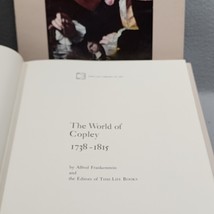 The World of
Copley
1738–1815
by Alfred Frankenstein
and
the Editors of TIME-LIFE BOOKS